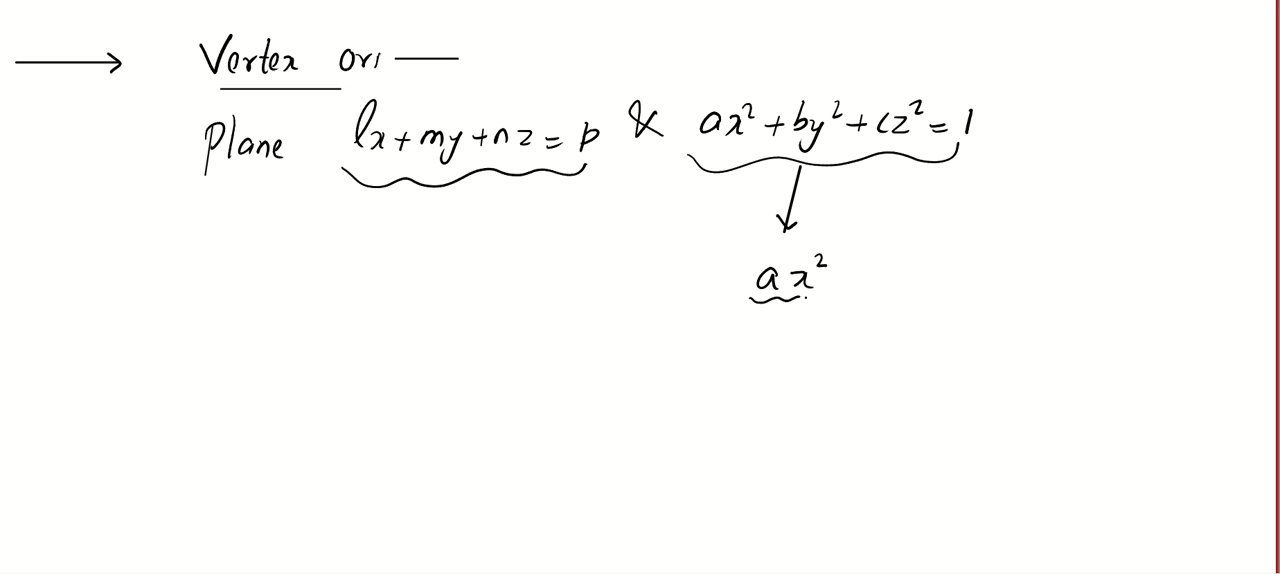 Vertex ori
Plane lx + my + nz = p & ax² + by² + cz² = 1
ax²